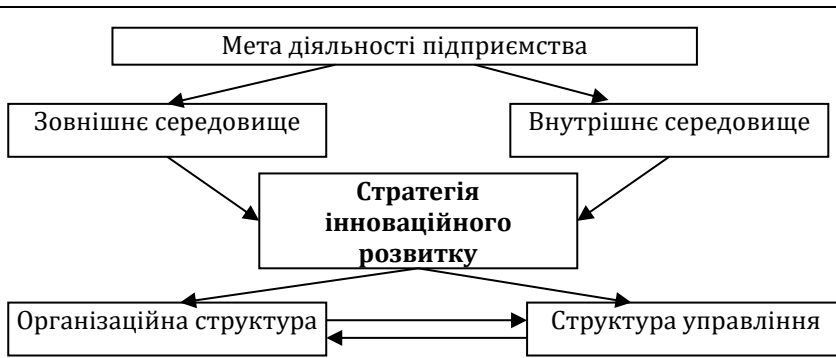 Мета діяльності підприємства
Зовнішнє середовище
Внутрішнє середовище
Стратегія
інноваційного
розвитку
Організаційна структура
Структура управління